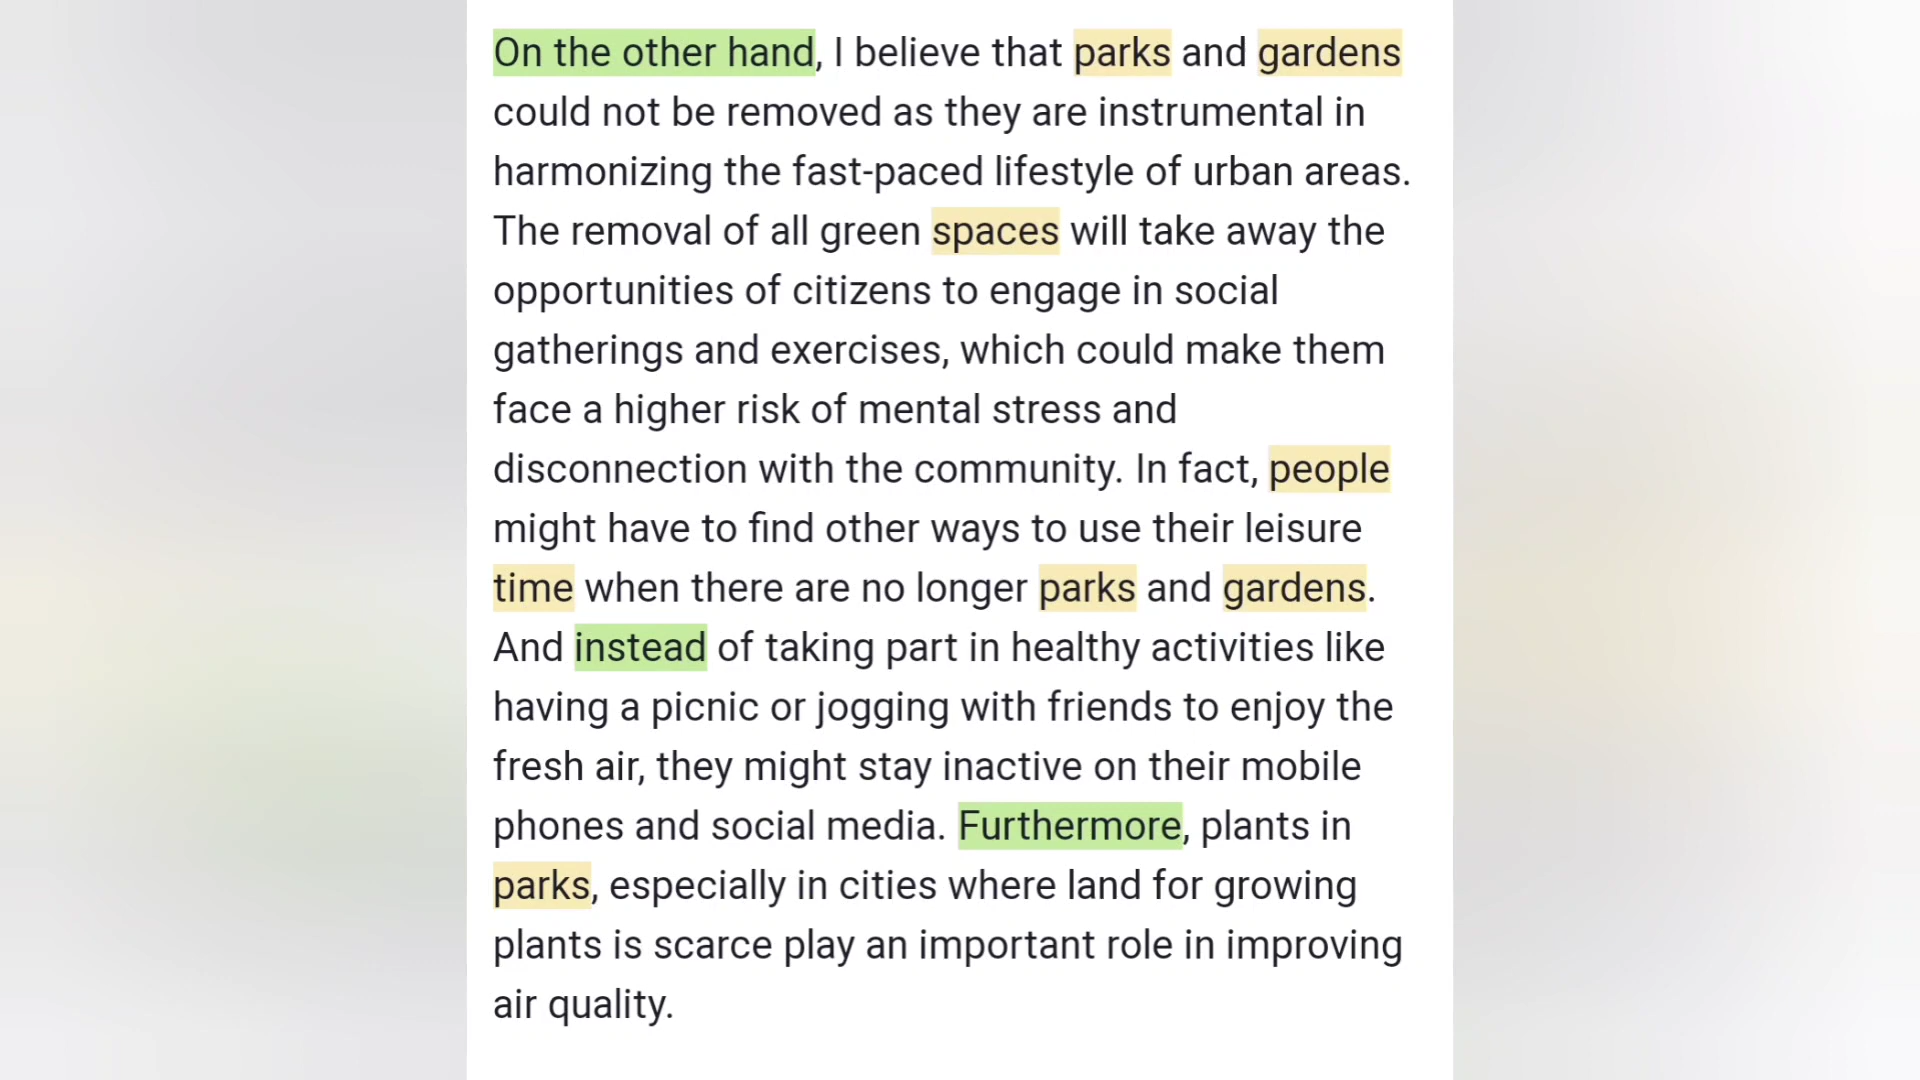 On the other hand, I believe that parks and gardens
could not be removed as they are instrumental in
harmonizing the fast-paced lifestyle of urban areas.
The removal of all green spaces will take away the
opportunities of citizens to engage in social
gatherings and exercises, which could make them
face a higher risk of mental stress and
disconnection with the community. In fact, people
might have to find other ways to use their leisure
time when there are no longer parks and gardens.
And instead of taking part in healthy activities like
having a picnic or jogging with friends to enjoy the
fresh air, they might stay inactive on their mobile
phones and social media. Furthermore, plants in
parks, especially in cities where land for growing
plants is scarce play an important role in improving
air quality.